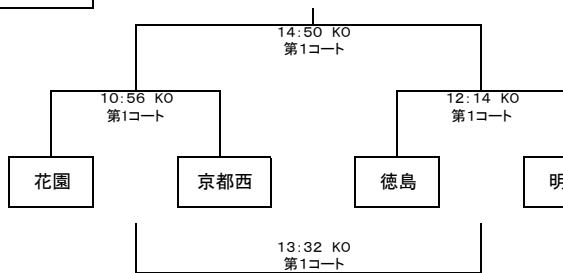 14:50 KO
第1コート
10:56 KO
第1コート
12:14 KO
第1コート
花園
京都西
徳島
明
13:32 KO
第1コート